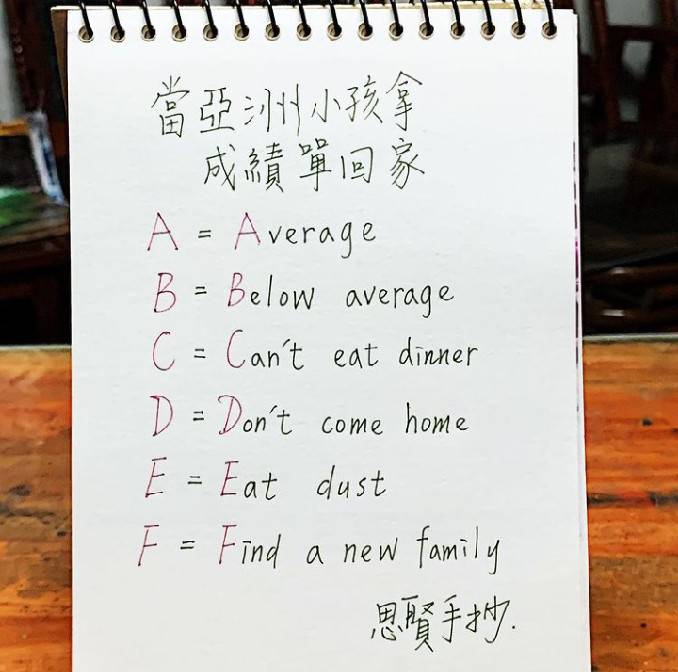 當亞洲小孩拿
成績單回家
A = Average
B = Below average
C = Can't eat dinner
D = Don't come home
E = Eat dust
F = Find a new family
思賢手抄.